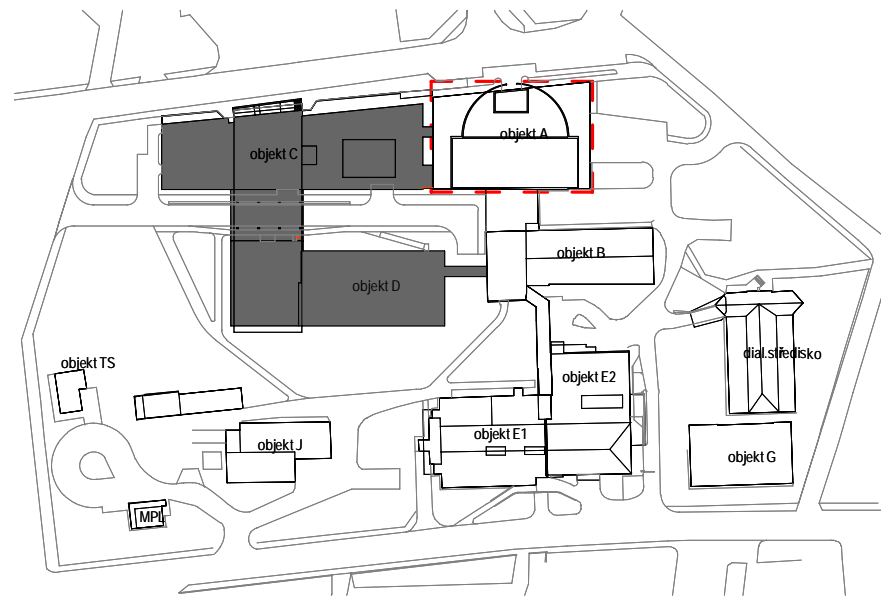 objekt A
objekt C
objekt B
objekt D
dial.středisko
objekt TS
objekt E2
objekt E1
objekt J
objekt G
MPL